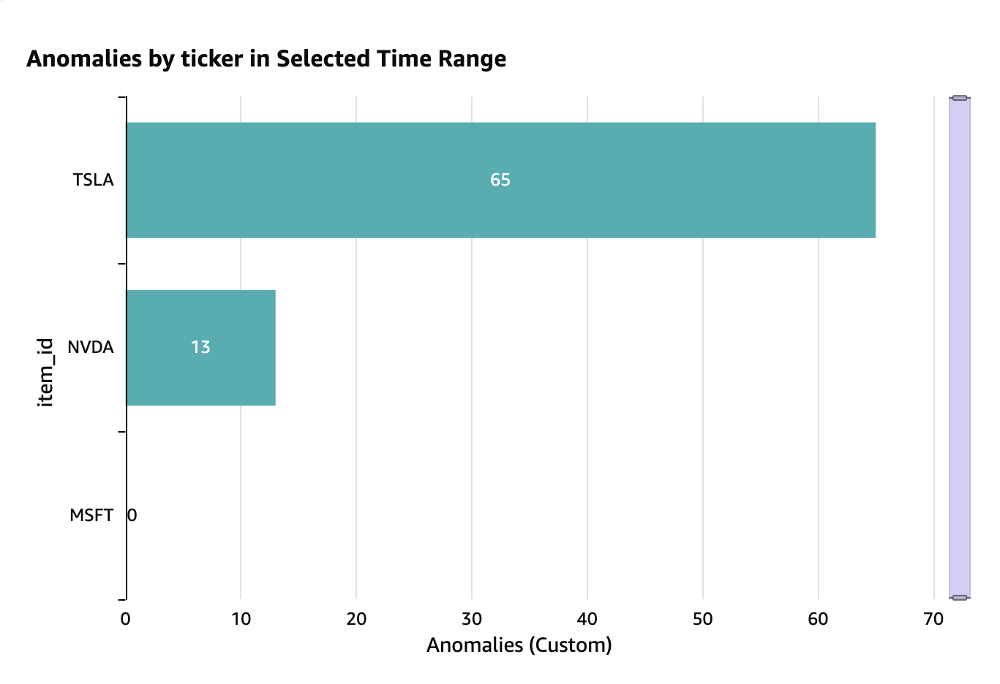 Anomalies by ticker in Selected Time Range
TSLA
65
item_id
NVDA
13
MSFT
0
0 10 20 30 40 50 60 70
Anomalies (Custom)